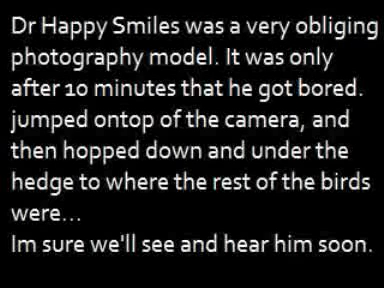 Dr Happy Smiles was a very obliging
photography model. It was only
after 10 minutes that he got bored.
jumped ontop of the camera, and
then hopped down and under the
hedge to where the rest of the birds
were...
Im sure we'll see and hear him soon.